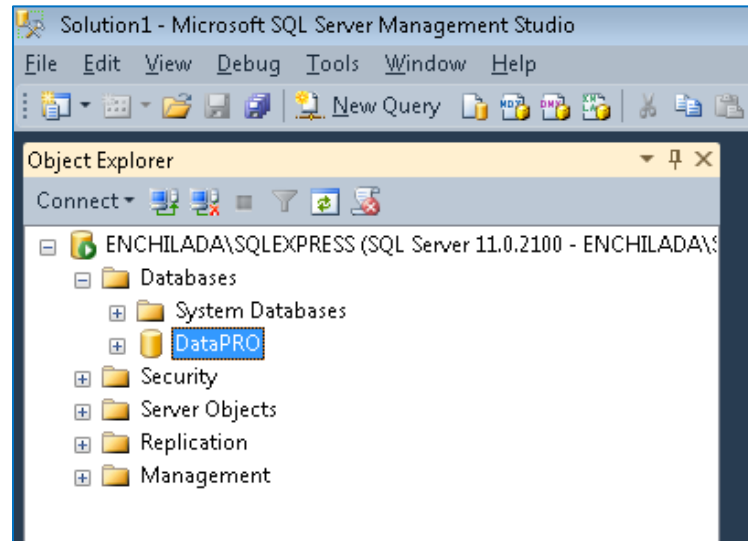 Solution1 - Microsoft SQL Server Management Studio
File Edit View Debug Tools Window Help
New Query
Object Explorer
Connect
ENCHILADA\SQLEXPRESS (SQL Server 11.0.2100 - ENCHILADA\
Databases
System Databases
DataPRO
Security
Server Objects
Replication
Management